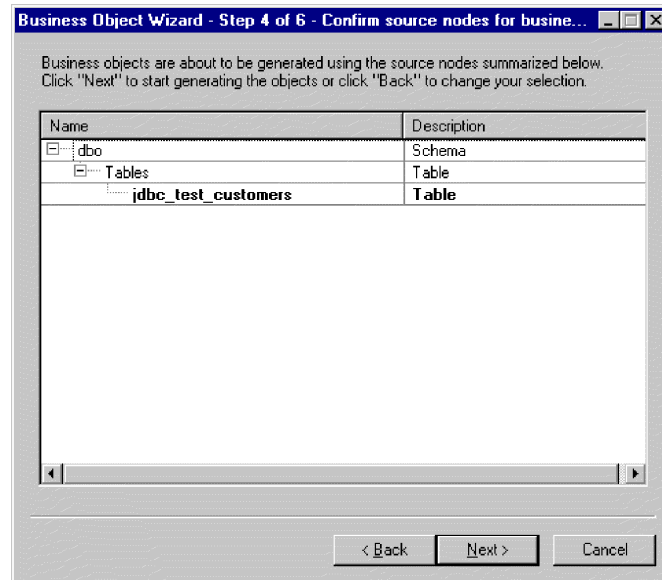 Business Object Wizard - Step 4 of 6 - Confirm source nodes for busine...
Business objects are about to be generated using the source nodes summarized below.
Click "Next" to start generating the objects or click "Back" to change your selection.
Name Description
dbo Schema
Tables Table
jdbc_test_customers Table
< Back Next > Cancel